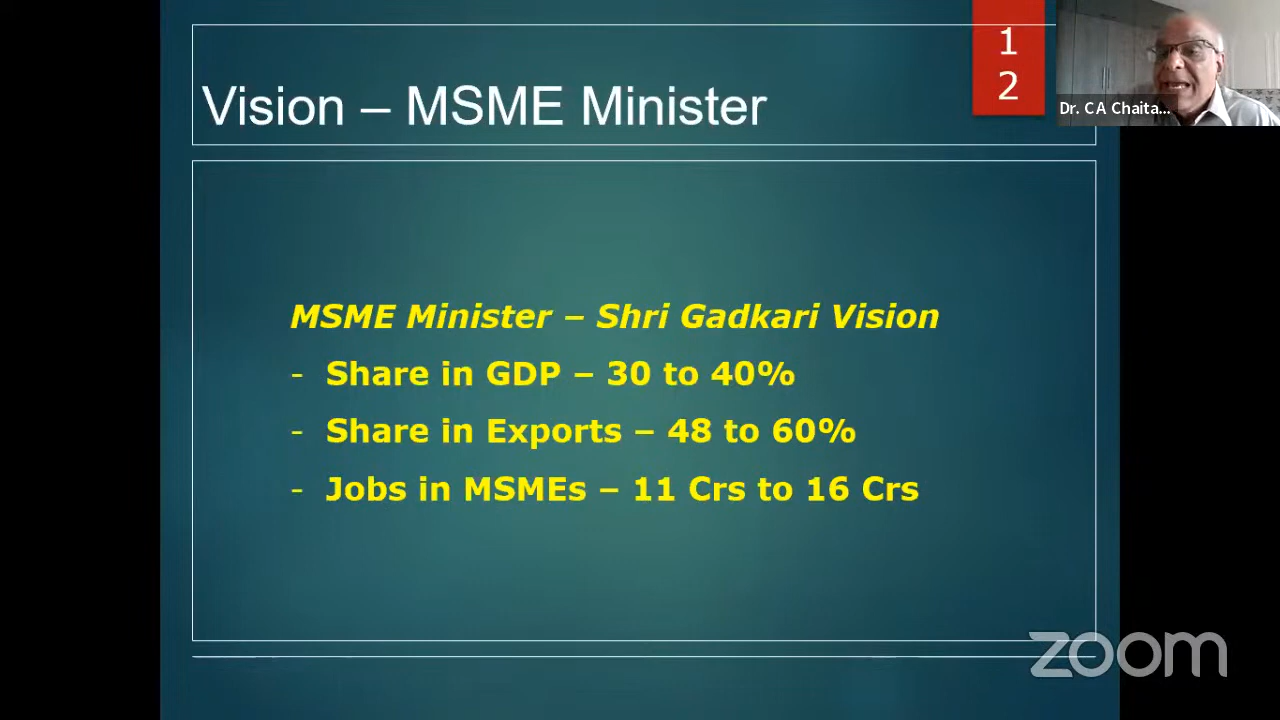 Vision – MSME Minister
1
2
Dr. C A Chaita...
MSME Minister – Shri Gadkari Vision
- Share in GDP – 30 to 40%
- Share in Exports – 48 to 60%
- Jobs in MSMEs – 11 Crs to 16 Crs
zoom